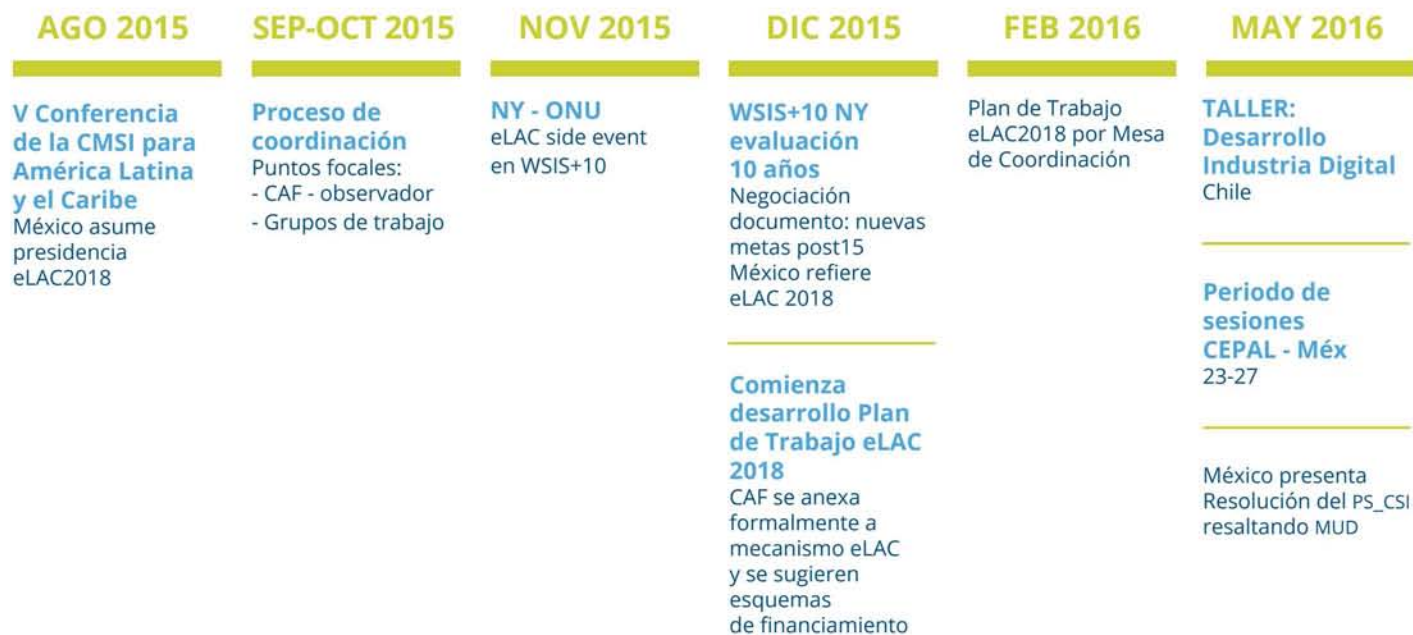 AGO 2015
V Conferencia
de la CMSI para
América Latina
y el Caribe
México asume
presidencia
eLAC2018
SEP-OCT 2015
Proceso de
coordinación
Puntos focales:
- CAF - observador
- Grupos de trabajo
NOV 2015
NY - ONU
eLAC side event
en WSIS+10
DIC 2015
WSIS+10 NY
evaluación
10 años
Negociación
documento: nuevas
metas post15
México refiere
eLAC 2018
Comienza
desarrollo Plan
de Trabajo eLAC
2018
CAF se anexa
formalmente a
mecanismo eLAC
y se sugieren
esquemas
de financiamiento
FEB 2016
Plan de Trabajo
eLAC2018 por Mesa
de Coordinación
MAY 2016
TALLER:
Desarrollo
Industria Digital
Chile
Periodo de
sesiones
CEPAL - Méx
23-27
México presenta
Resolución del PS_CSI
resaltando MUD